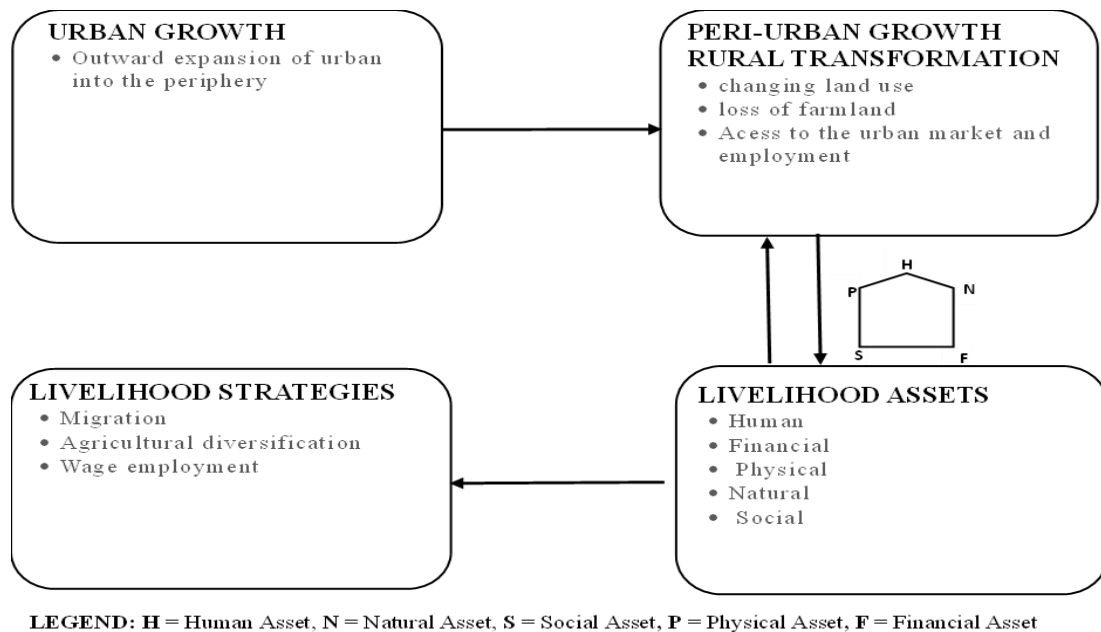 URBAN GROWTH
• Outward expansion of urban
into the periphery
PERI-URBAN GROWTH
RURAL TRANSFORMATION
• changing land use
• loss of farmland
• Acess to the urban market and
employment
H
P
N
S
F
LIVELIHOOD STRATEGIES
• Migration
• Agricultural diversification
• Wage employment
LIVELIHOOD ASSETS
• Human
• Financial
• Physical
• Natural
• Social
LEGEND: H = Human Asset, N = Natural Asset, S = Social Asset, P = Physical Asset, F = Financial Asset